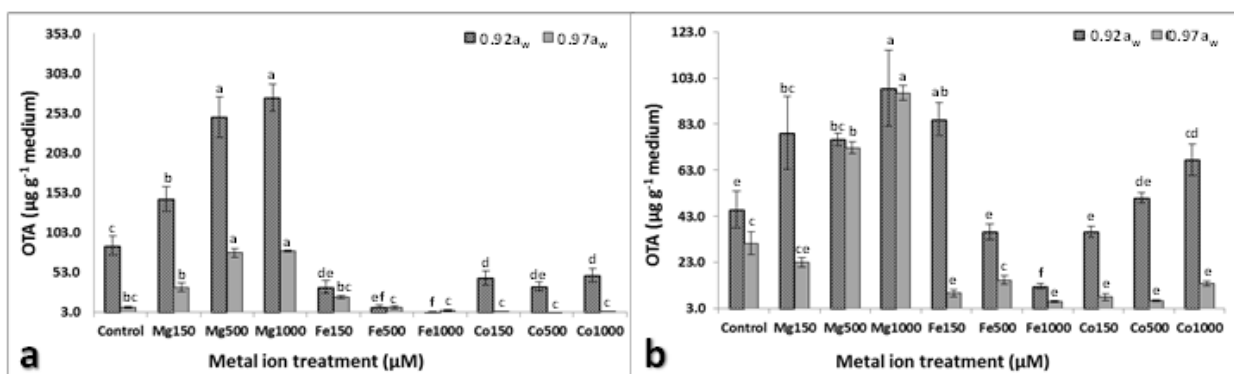 353.0
303.0
253.0
203.0
153.0
103.0
53.0
3.0
OTA (µg g⁻¹ medium)
0.92aw 0.97aw
c bc b b a a a a de bc ef c f c d c de c d c
Control Mg150 Mg500 Mg1000 Fe150 Fe500 Fe1000 Co150 Co500 Co1000
Metal ion treatment (µM)
a
123.0
103.0
83.0
63.0
43.0
23.0
3.0
OTA (µg g⁻¹ medium)
0.92aw 0.97aw
e c bc ce bc b a a ab e e c f e e e de e cd e
Control Mg150 Mg500 Mg1000 Fe150 Fe500 Fe1000 Co150 Co500 Co1000
Metal ion treatment (µM)
b